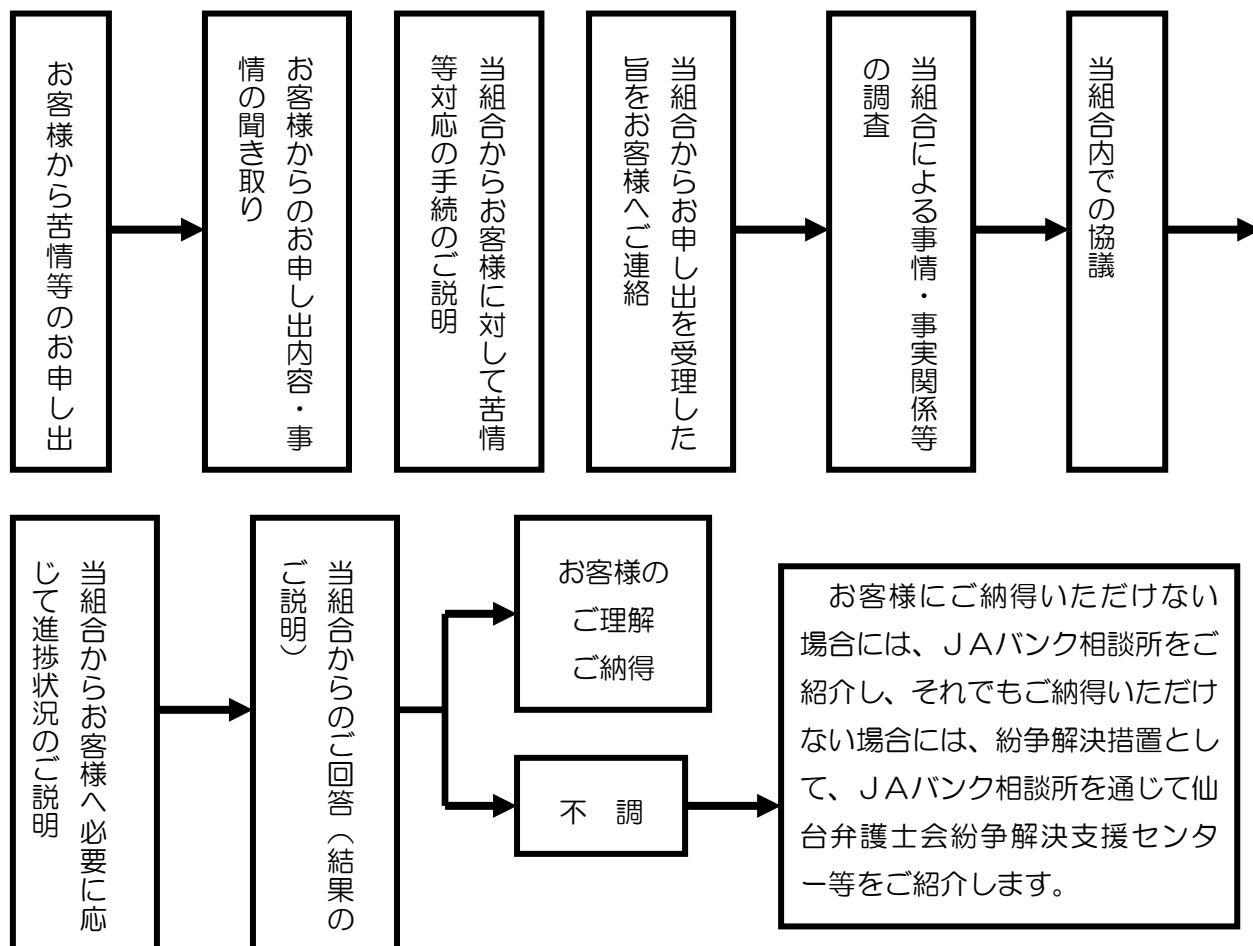 お客様から苦情等のお申し出
お客様からのお申し出内容・事
情の聞き取り
当組合からお客様に対して苦情
等対応の手続のご説明
当組合からお申し出を受理した
旨をお客様へご連絡
当組合による事情・事実関係等
の調査
当組合内での協議
当組合からお客様へ必要に応
じて進捗状況のご説明
当組合からのご回答（結果の
ご説明）
お客様の
ご理解
ご納得
不　調
お客様にご納得いただけない
場合には、ＪＡバンク相談所をご
紹介し、それでもご納得いただけ
ない場合には、紛争解決措置とし
て、ＪＡバンク相談所を通じて仙
台弁護士会紛争解決支援センタ
ー等をご紹介します。